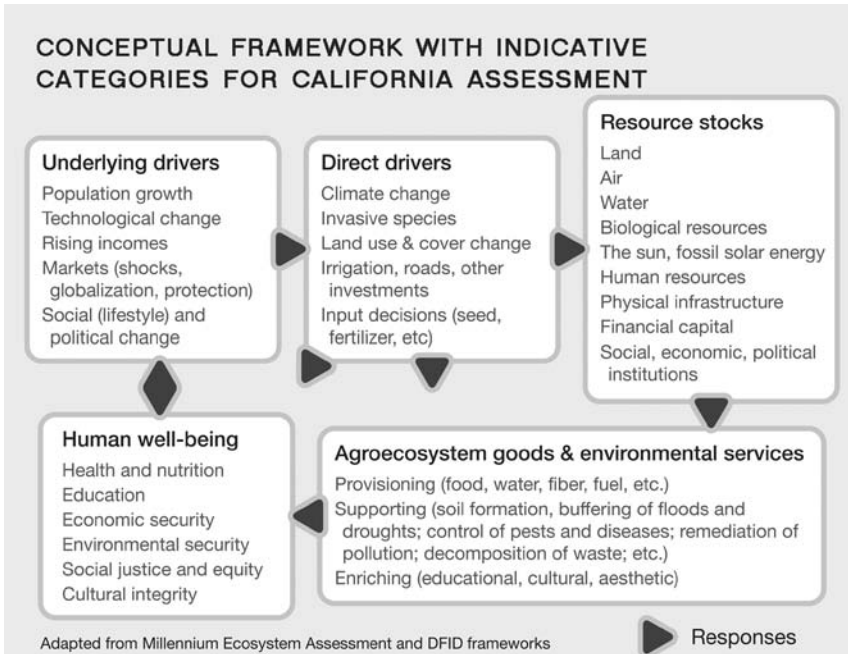 CONCEPTUAL FRAMEWORK WITH INDICATIVE
CATEGORIES FOR CALIFORNIA ASSESSMENT
Underlying drivers
Population growth
Technological change
Rising incomes
Markets (shocks,
globalization, protection)
Social (lifestyle) and
political change
Direct drivers
Climate change
Invasive species
Land use & cover change
Irrigation, roads, other
investments
Input decisions (seed,
fertilizer, etc)
Resource stocks
Land
Air
Water
Biological resources
The sun, fossil solar energy
Human resources
Physical infrastructure
Financial capital
Social, economic, political
institutions
Human well-being
Health and nutrition
Education
Economic security
Environmental security
Social justice and equity
Cultural integrity
Agroecosystem goods & environmental services
Provisioning (food, water, fiber, fuel, etc.)
Supporting (soil formation, buffering of floods and
droughts; control of pests and diseases; remediation of
pollution; decomposition of waste; etc.)
Enriching (educational, cultural, aesthetic)
Adapted from Millennium Ecosystem Assessment and DFID frameworks
Responses